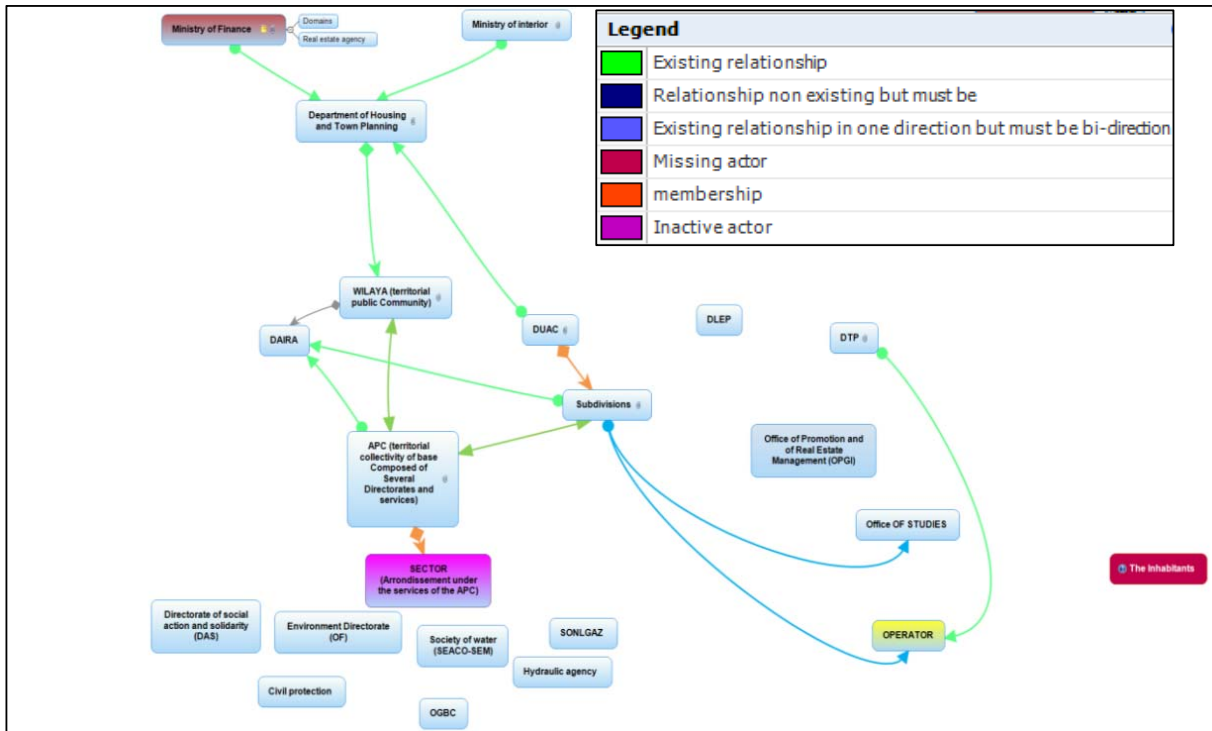 Ministry of Finance
Domains
Real estate agency
Ministry of interior
Legend
Existing relationship
Relationship non existing but must be
Existing relationship in one direction but must be bi-direction
Missing actor
membership
Inactive actor
Department of Housing
and Town Planning
WILAYA (territorial
public Community)
DAIRA
DUAC
DLEP
DTP
Subdivisions
APC (territorial
collectivity of base
Composed of
Several
Directorates and
services)
Office of Promotion and
of Real Estate
Management (OPGI)
Office OF STUDIES
SECTOR
(Arrondissement under
the services of the APC)
The Inhabitants
Directorate of social
action and solidarity
(DAS)
Environment Directorate
(OF)
Society of water
(SEACO-SEM)
SONLGAZ
OPERATOR
Hydraulic agency
Civil protection
OGBC